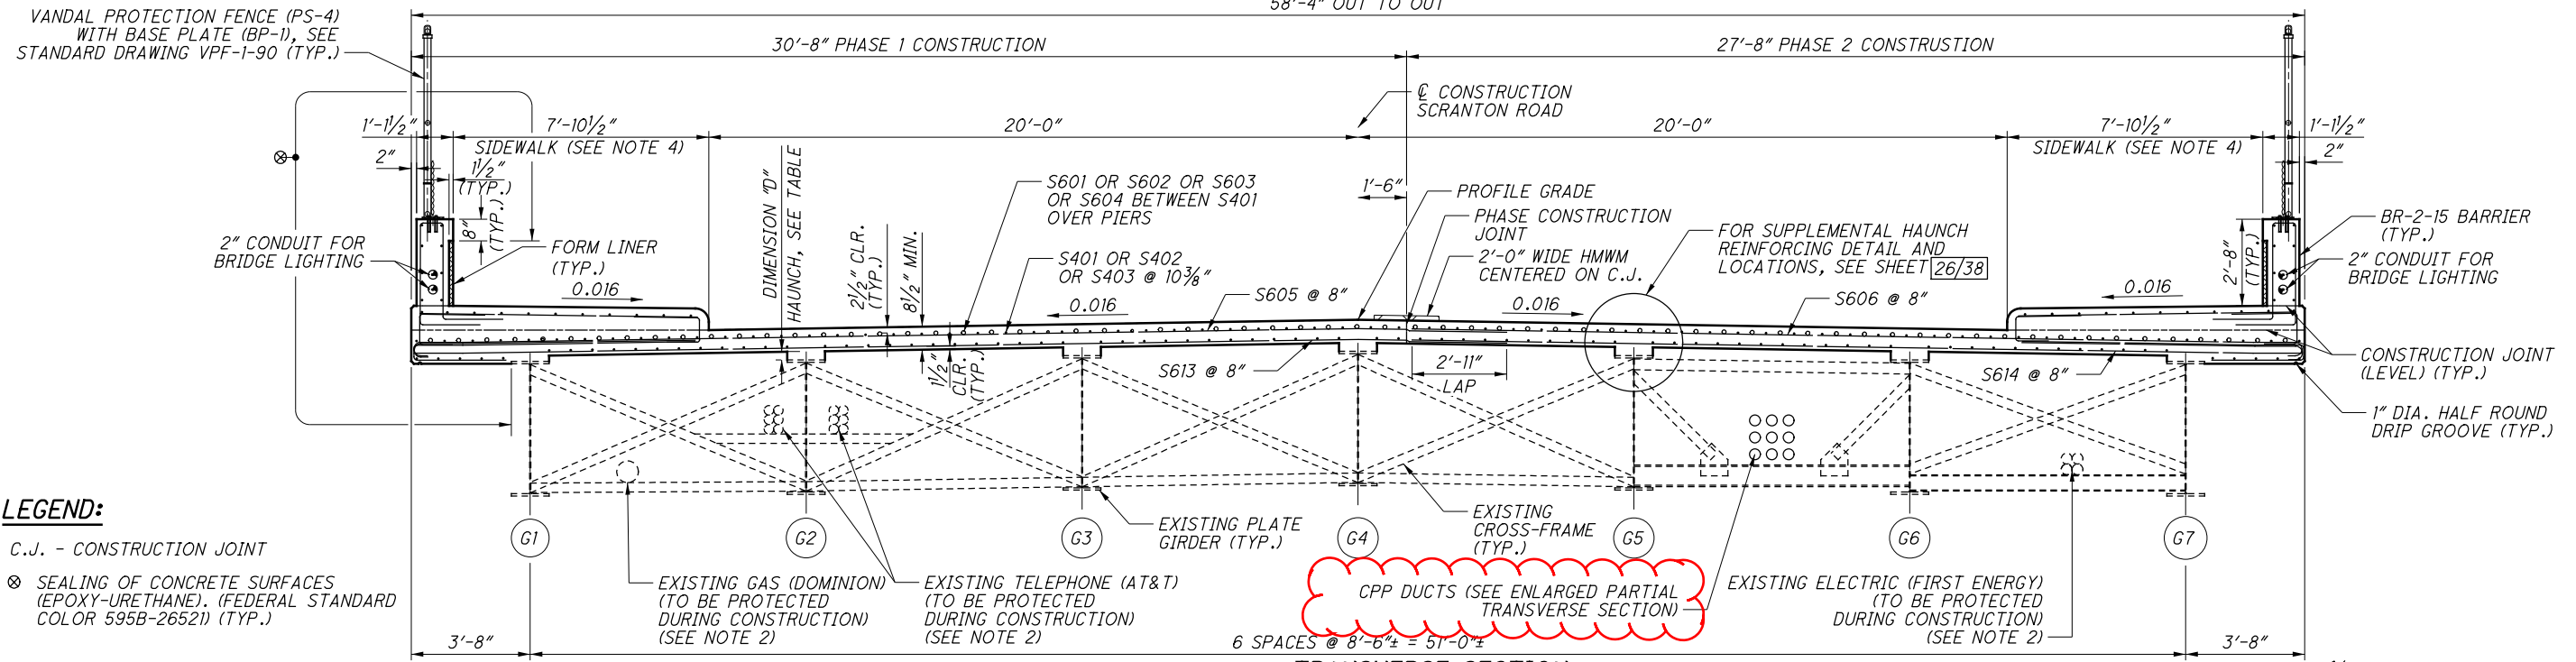 58'-4" OUT TO OUT
VANDAL PROTECTION FENCE (PS-4)
WITH BASE PLATE (BP-1), SEE
STANDARD DRAWING VPF-1-90 (TYP.)
30'-8" PHASE 1 CONSTRUCTION
27'-8" PHASE 2 CONSTRUSTION
℄ CONSTRUCTION
SCRANTON ROAD
1'-1½"
7'-10½"
SIDEWALK (SEE NOTE 4)
20'-0"
20'-0"
7'-10½"
SIDEWALK (SEE NOTE 4)
1'-1½"
2"
1½"
(TYP.)
8"
(TYP.)
2"
DIMENSION "D"
HAUNCH, SEE TABLE
S601 OR S602 OR S603
OR S604 BETWEEN S401
OVER PIERS
1'-6"
PROFILE GRADE
PHASE CONSTRUCTION
JOINT
2'-0" WIDE HMWM
CENTERED ON C.J.
FOR SUPPLEMENTAL HAUNCH
REINFORCING DETAIL AND
LOCATIONS, SEE SHEET 26/38
BR-2-15 BARRIER
(TYP.)
2'-8"
(TYP.)
2" CONDUIT FOR
BRIDGE LIGHTING
2" CONDUIT FOR
BRIDGE LIGHTING
FORM LINER
(TYP.)
2½" CLR.
(TYP.)
8½" MIN.
S401 OR S402
OR S403 @ 10⅜"
0.016
0.016
S605 @ 8"
0.016
S606 @ 8"
0.016
1½"
CLR.
(TYP.)
S613 @ 8"
2'-11"
LAP
S614 @ 8"
CONSTRUCTION JOINT
(LEVEL) (TYP.)
1" DIA. HALF ROUND
DRIP GROOVE (TYP.)
LEGEND:
C.J. - CONSTRUCTION JOINT
⊗ SEALING OF CONCRETE SURFACES
(EPOXY-URETHANE). (FEDERAL STANDARD
COLOR 595B-26521) (TYP.)
G1
G2
G3
G4
G5
G6
G7
EXISTING PLATE
GIRDER (TYP.)
EXISTING
CROSS-FRAME
(TYP.)
EXISTING GAS (DOMINION)
(TO BE PROTECTED
DURING CONSTRUCTION)
(SEE NOTE 2)
EXISTING TELEPHONE (AT&T)
(TO BE PROTECTED
DURING CONSTRUCTION)
(SEE NOTE 2)
CPP DUCTS (SEE ENLARGED PARTIAL
TRANSVERSE SECTION)
EXISTING ELECTRIC (FIRST ENERGY)
(TO BE PROTECTED
DURING CONSTRUCTION)
(SEE NOTE 2)
3'-8"
6 SPACES @ 8'-6"± = 51'-0"±
3'-8"
TRANSVERSE SECTION